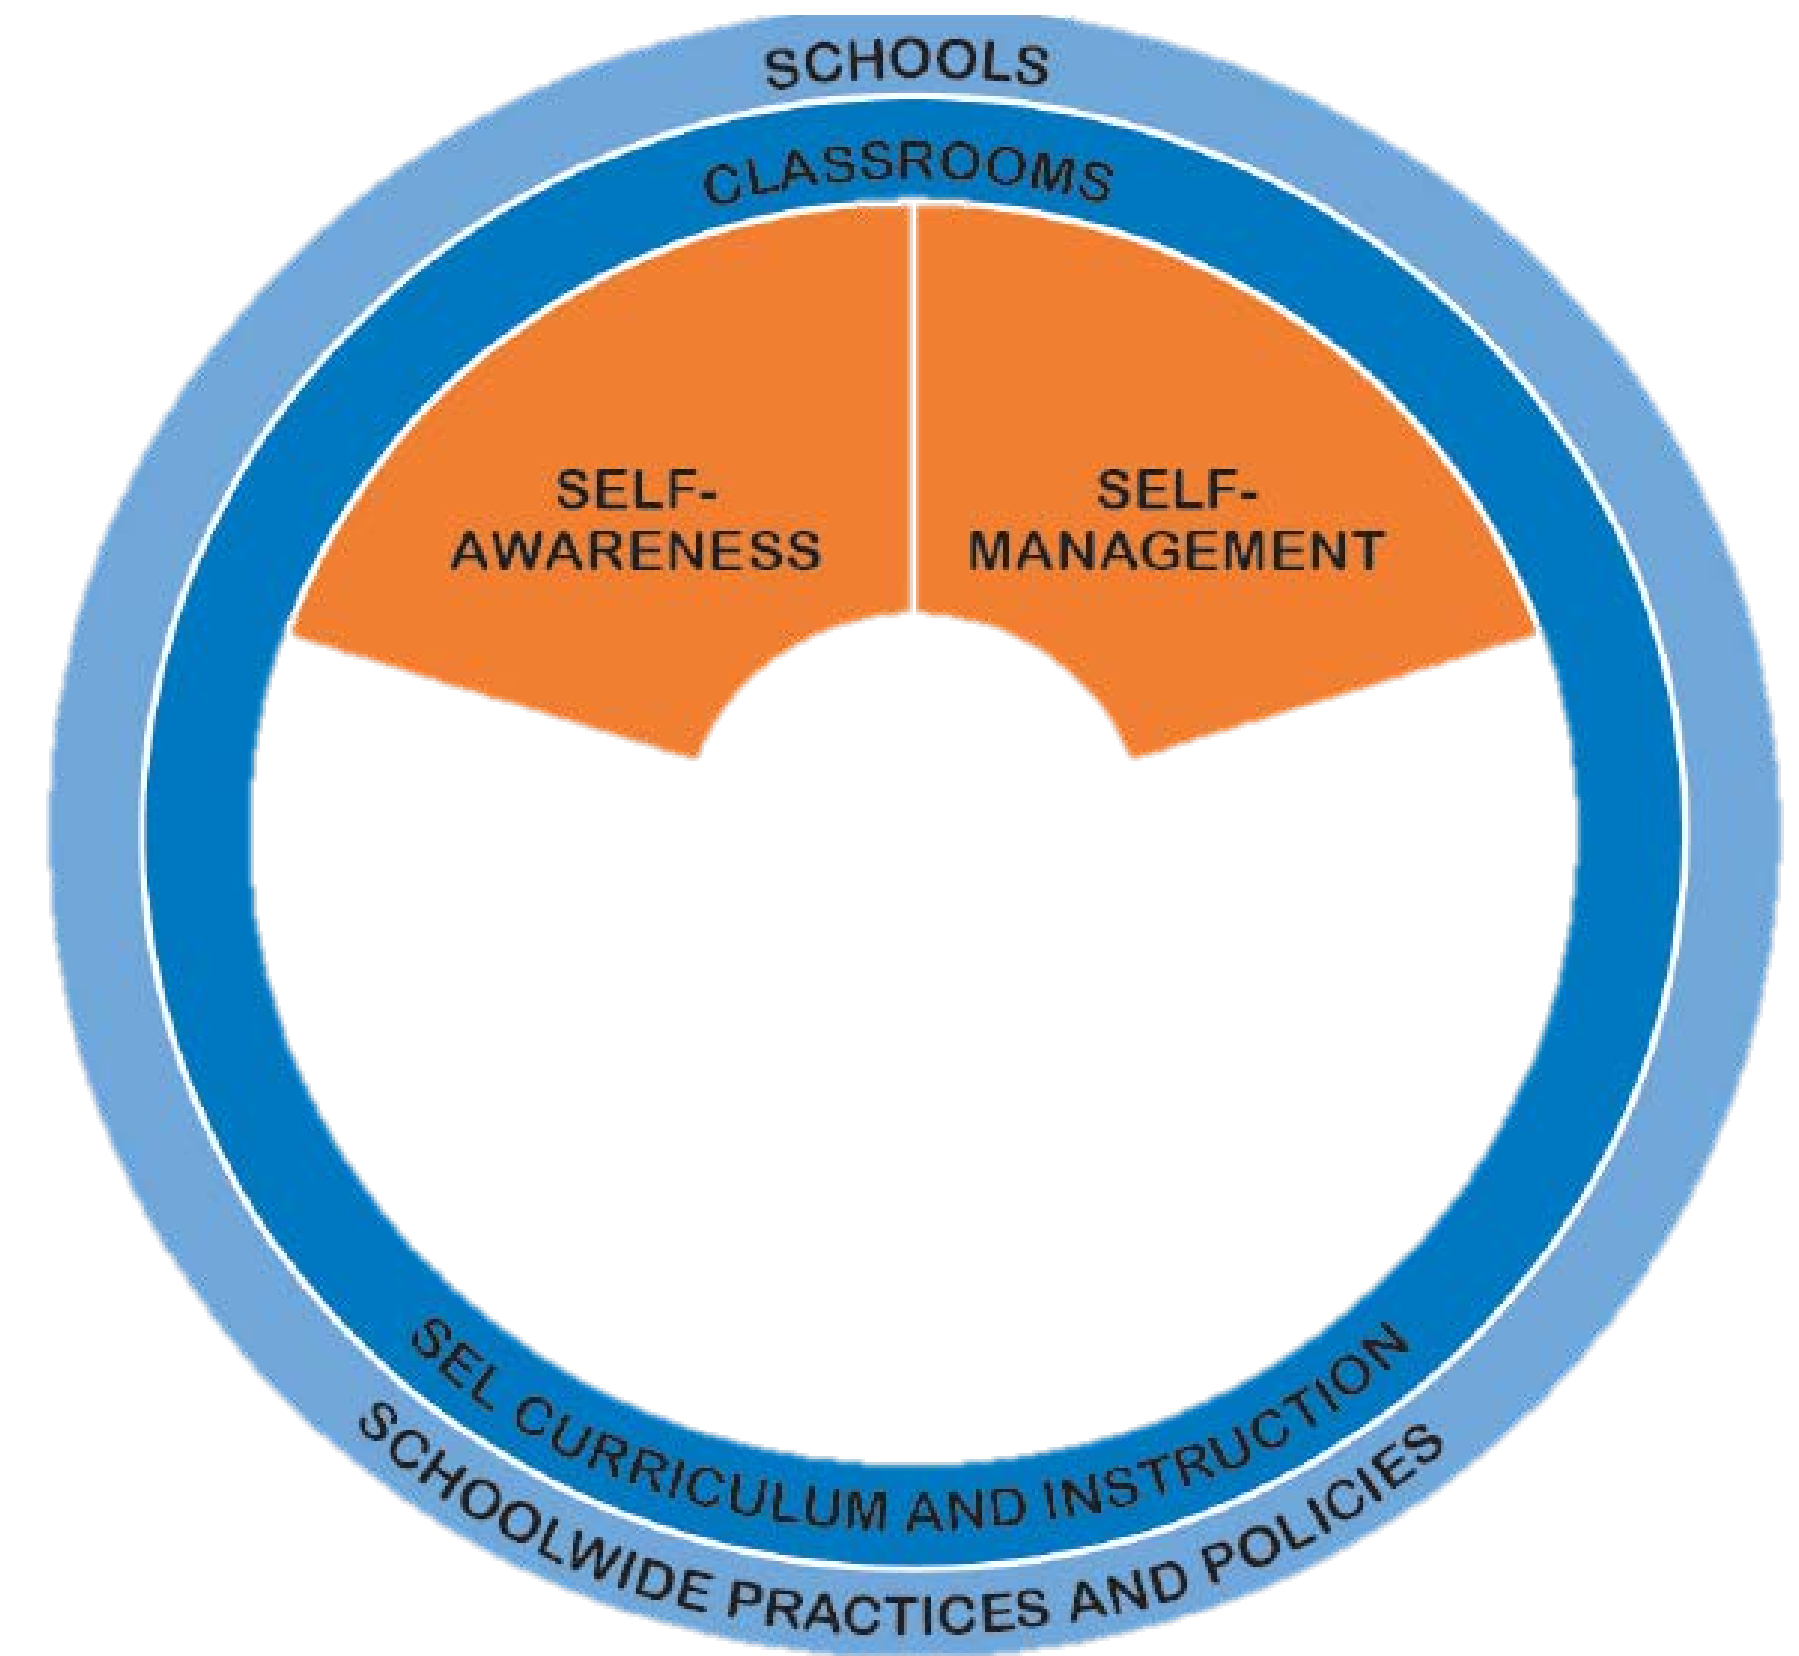 SCHOOLS
CLASSROOMS
SELF-
AWARENESS
SELF-
MANAGEMENT
SEL CURRICULUM AND INSTRUCTION
SCHOOLWIDE PRACTICES AND POLICIES